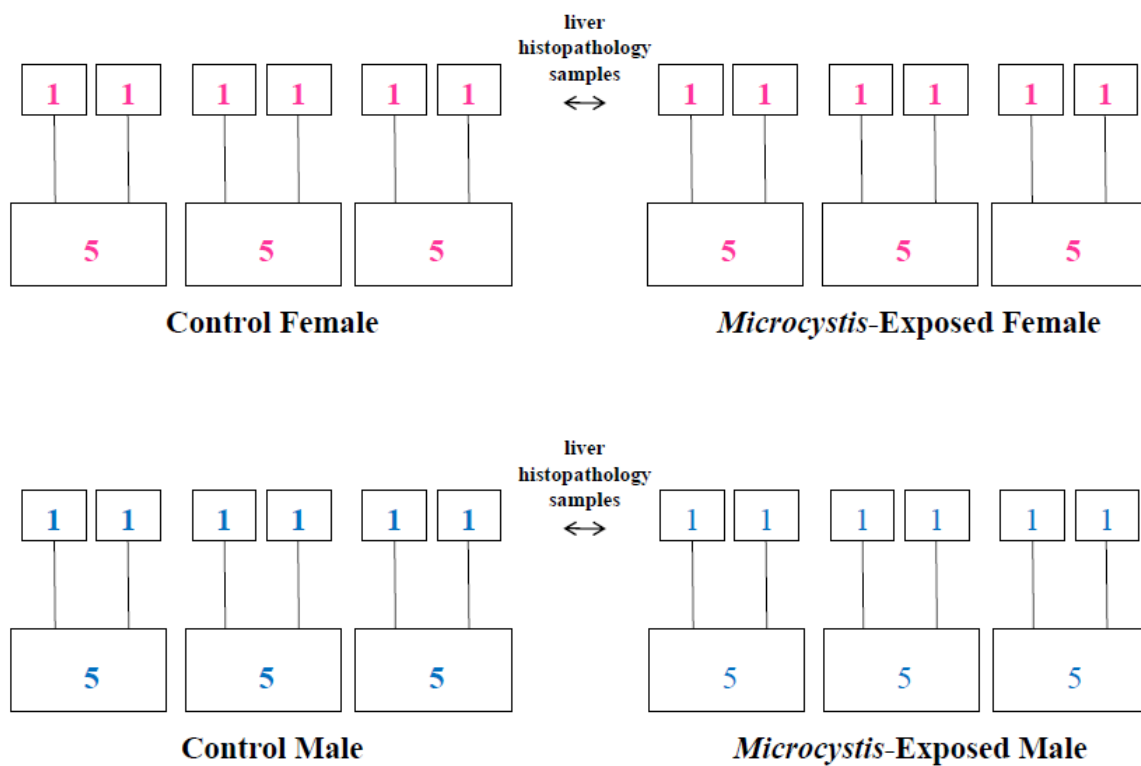 liver
histopathology
samples
1 1 1 1 1 1 1 1 1 1 1 1
5 5 5 5 5 5
Control Female Microcystis-Exposed Female
liver
histopathology
samples
1 1 1 1 1 1 1 1 1 1 1 1
5 5 5 5 5 5
Control Male Microcystis-Exposed Male